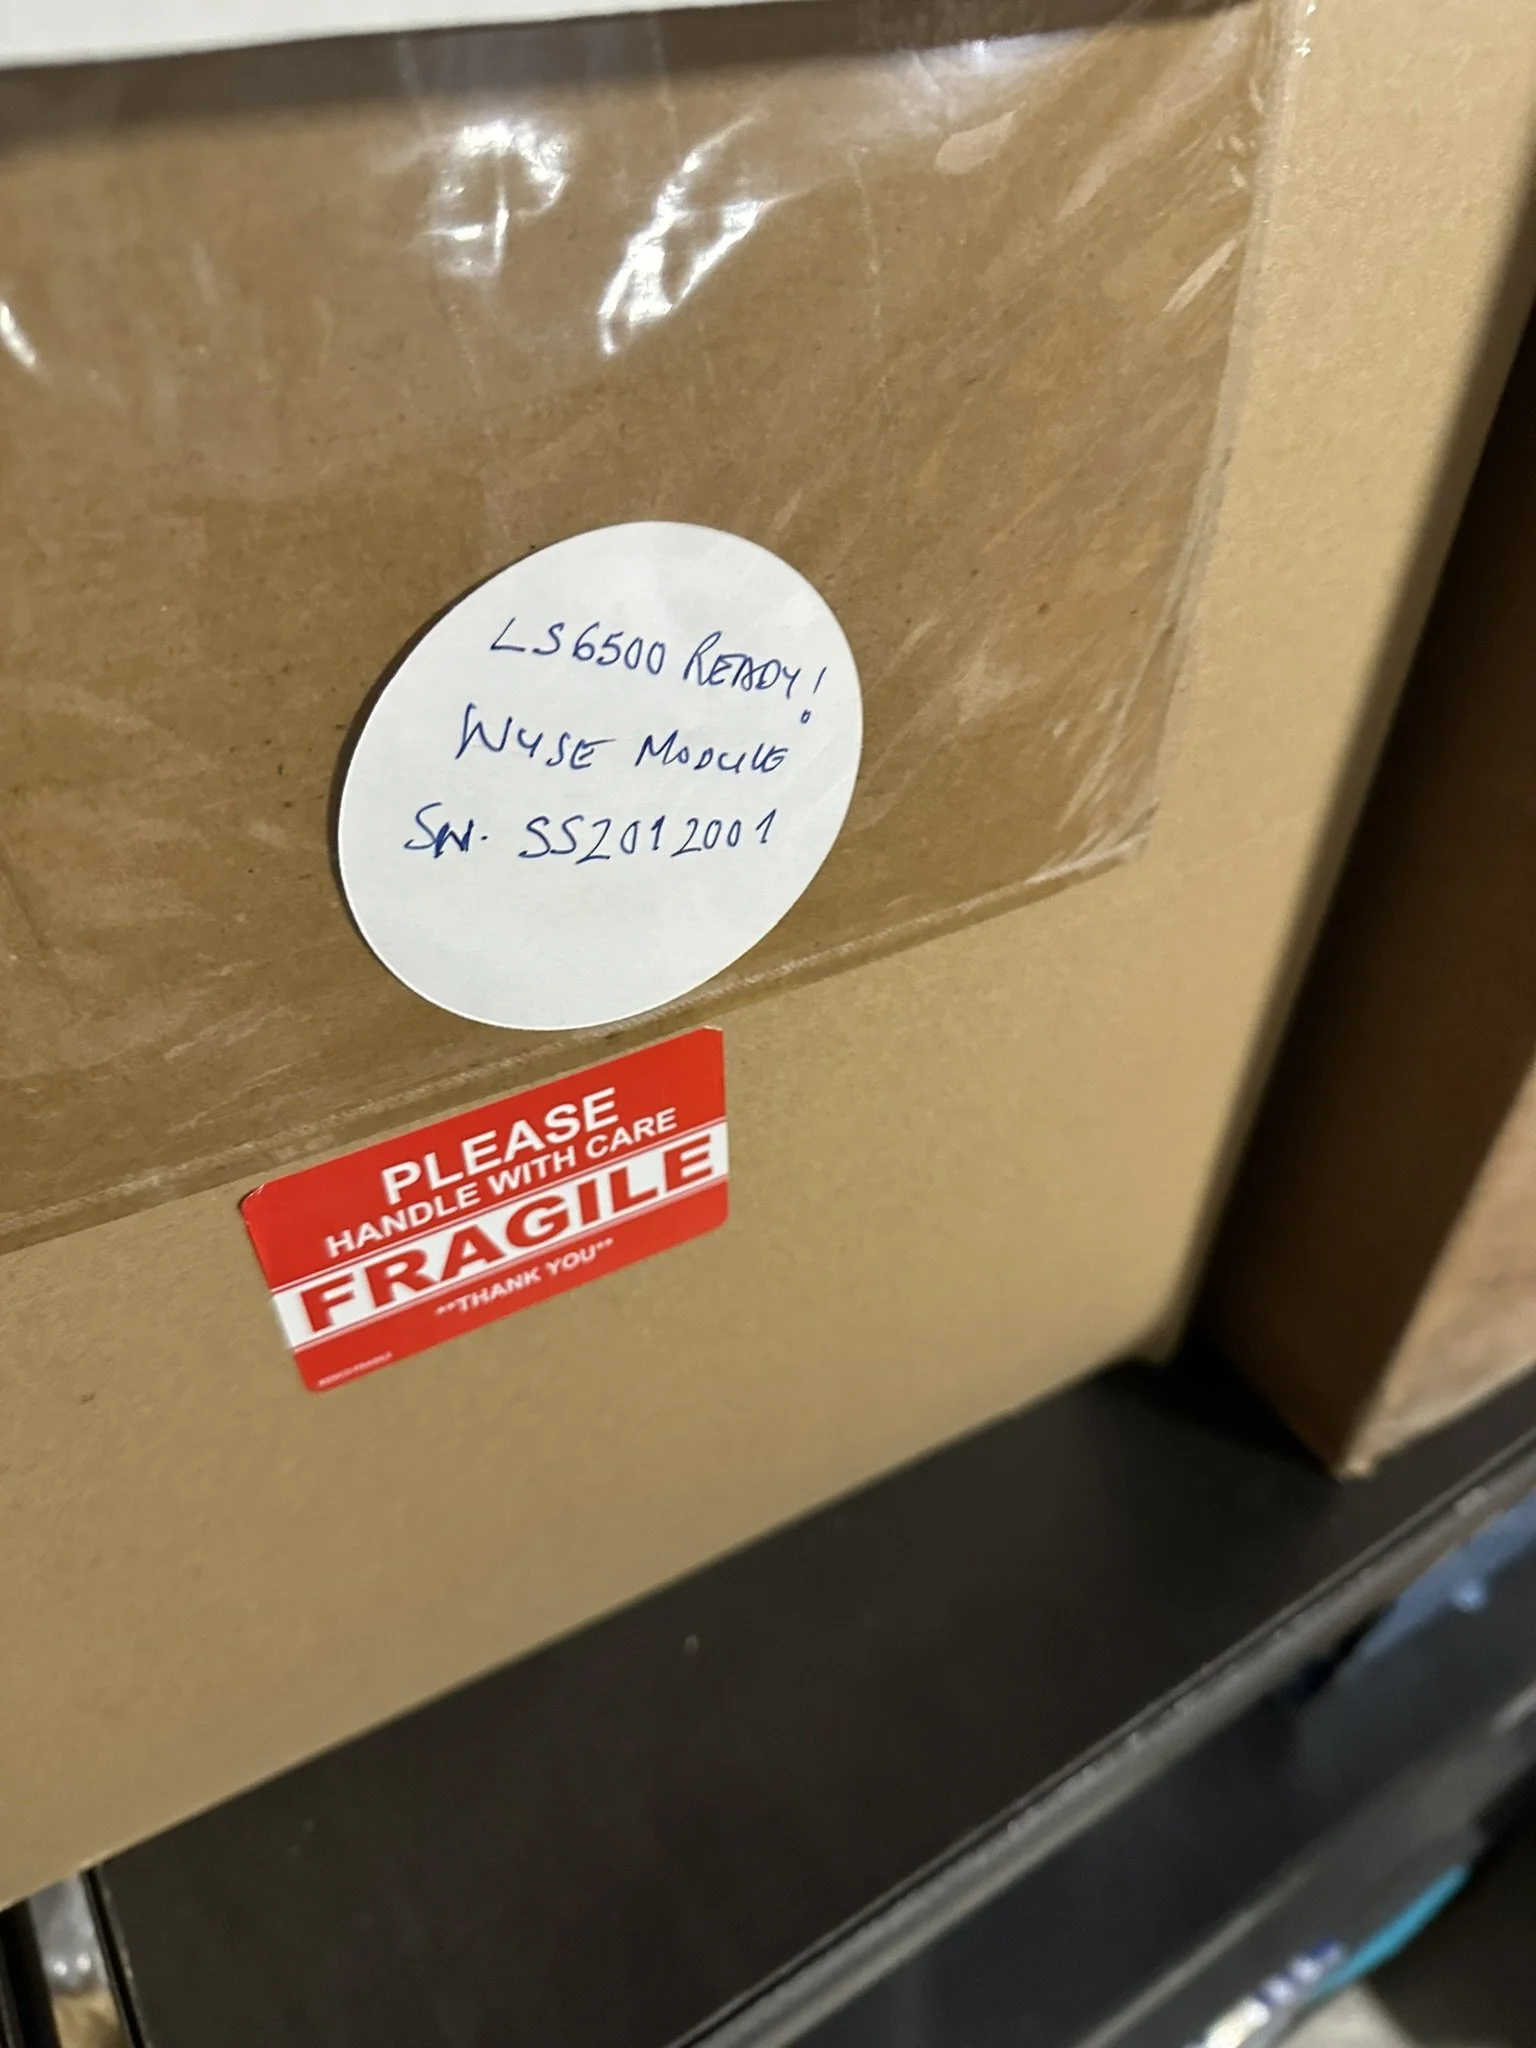 LS6500 READY!
WYSE MODULE
SN. SS2012001
PLEASE
HANDLE WITH CARE
FRAGILE
**THANK YOU**